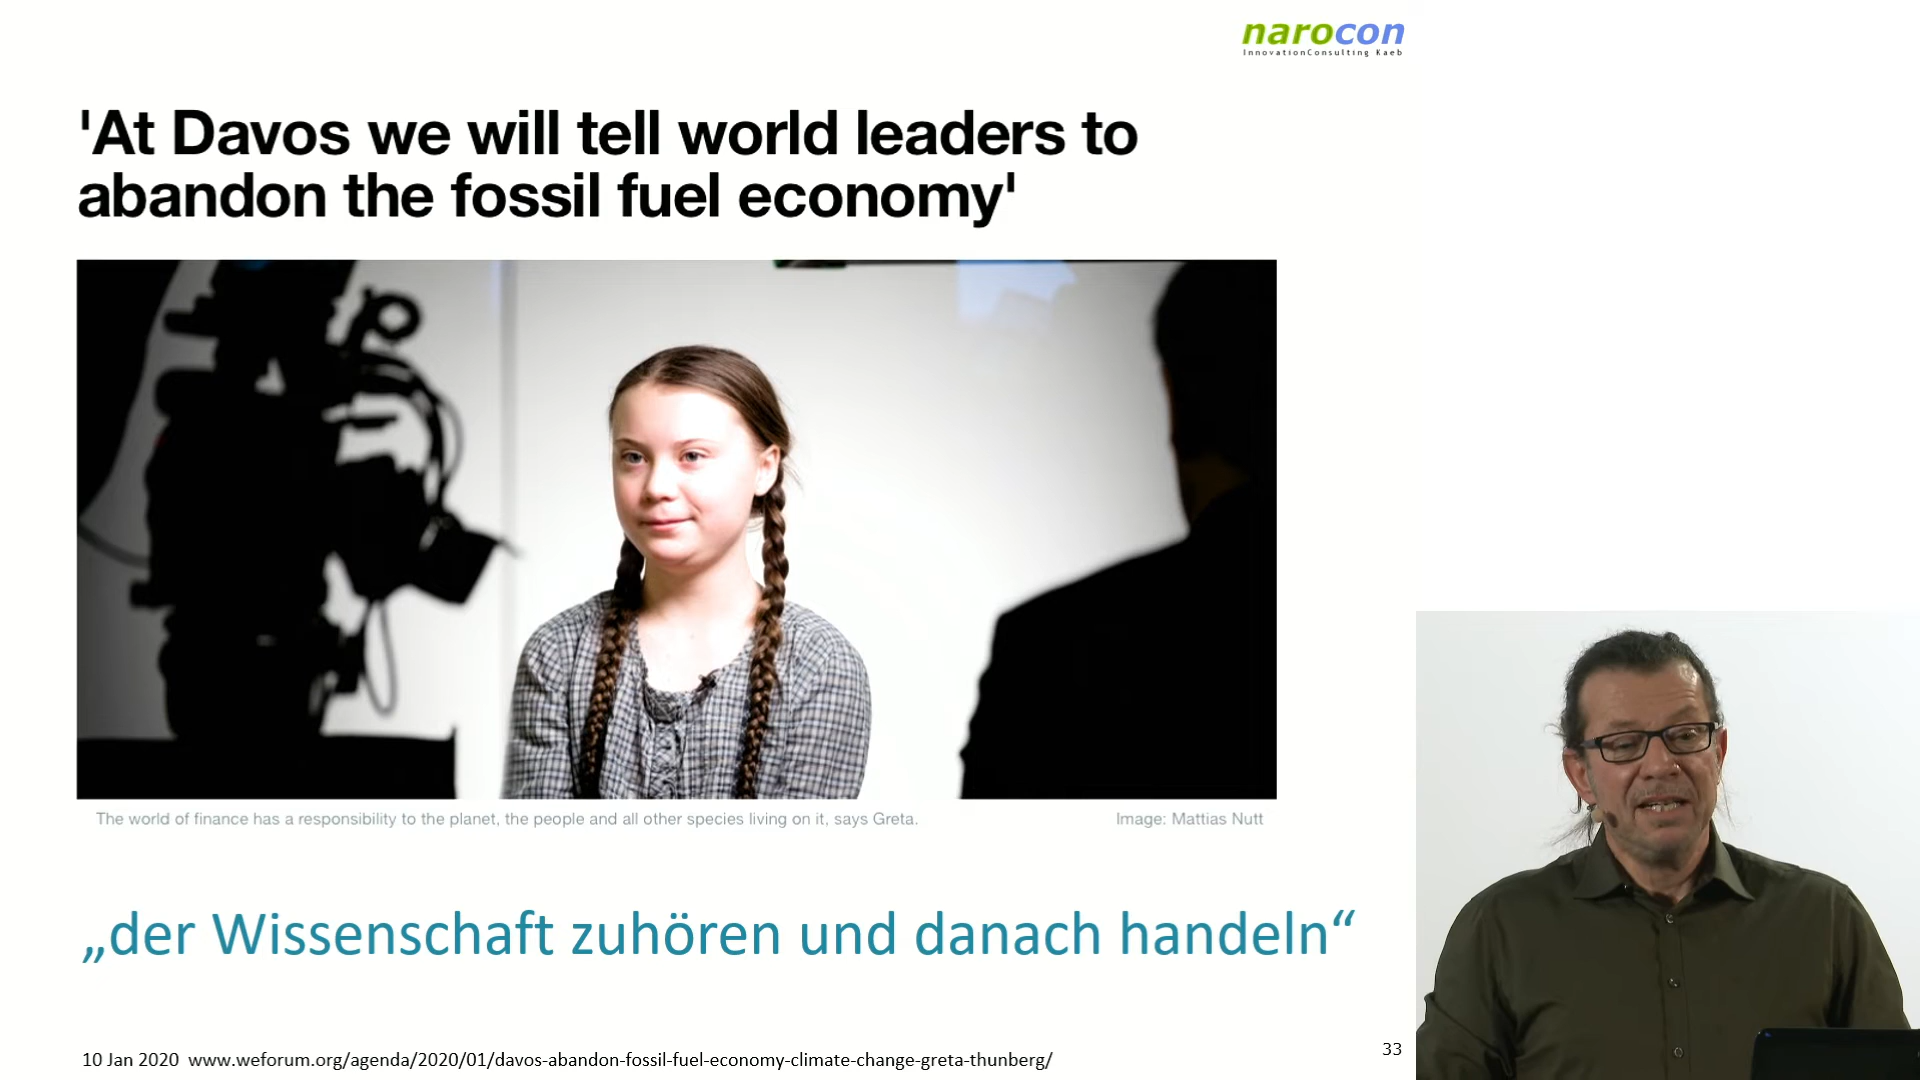 narocon
InnovationConsulting Kaeb
'At Davos we will tell world leaders to
abandon the fossil fuel economy'
The world of finance has a responsibility to the planet, the people and all other species living on it, says Greta.
Image: Mattias Nutt
„der Wissenschaft zuhören und danach handeln“
10 Jan 2020 www.weforum.org/agenda/2020/01/davos-abandon-fossil-fuel-economy-climate-change-greta-thunberg/
33